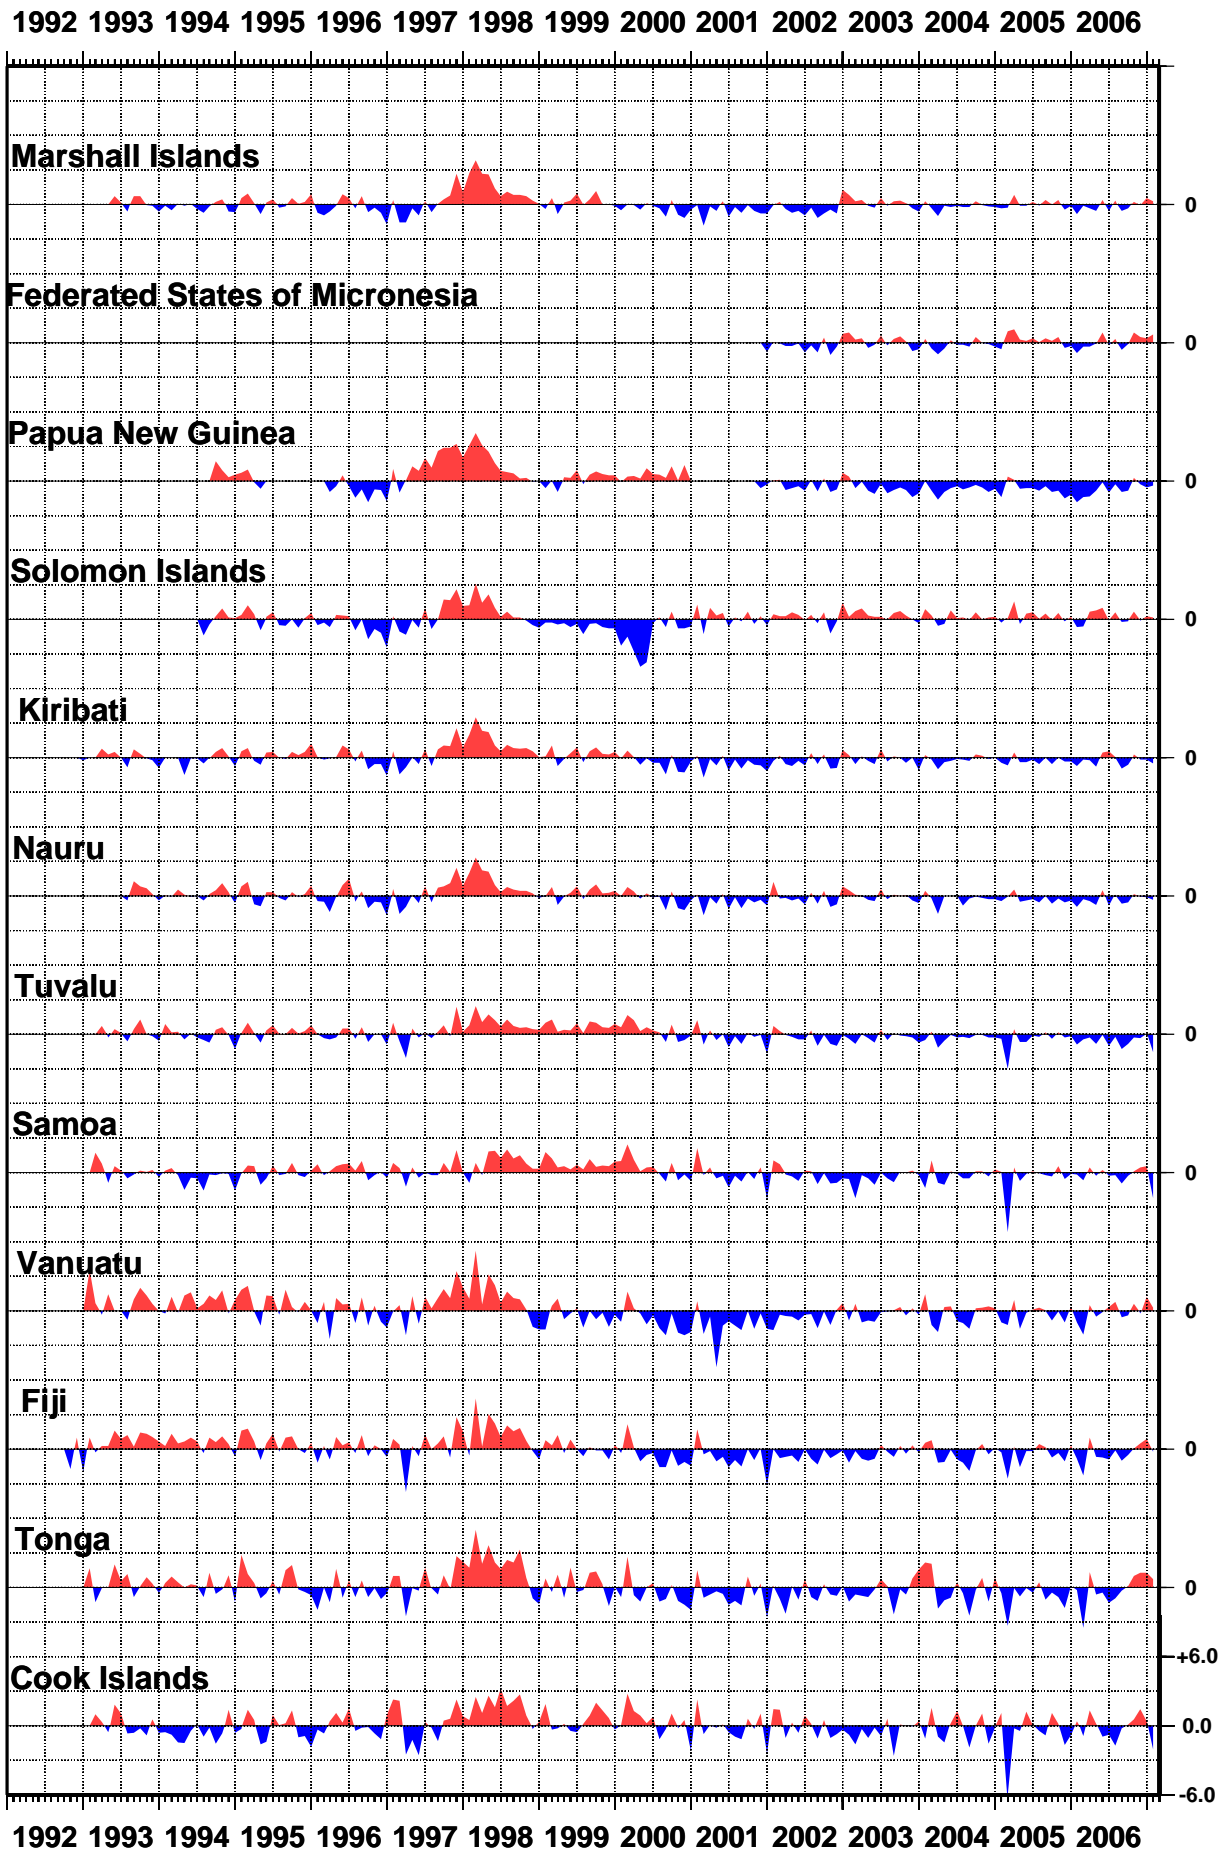 1992 1993 1994 1995 1996 1997 1998 1999 2000 2001 2002 2003 2004 2005 2006
Marshall Islands
0
Federated States of Micronesia
0
Papua New Guinea
0
Solomon Islands
0
Kiribati
0
Nauru
0
Tuvalu
0
Samoa
0
Vanuatu
0
Fiji
0
Tonga
0
+6.0
Cook Islands
0.0
-6.0
1992 1993 1994 1995 1996 1997 1998 1999 2000 2001 2002 2003 2004 2005 2006